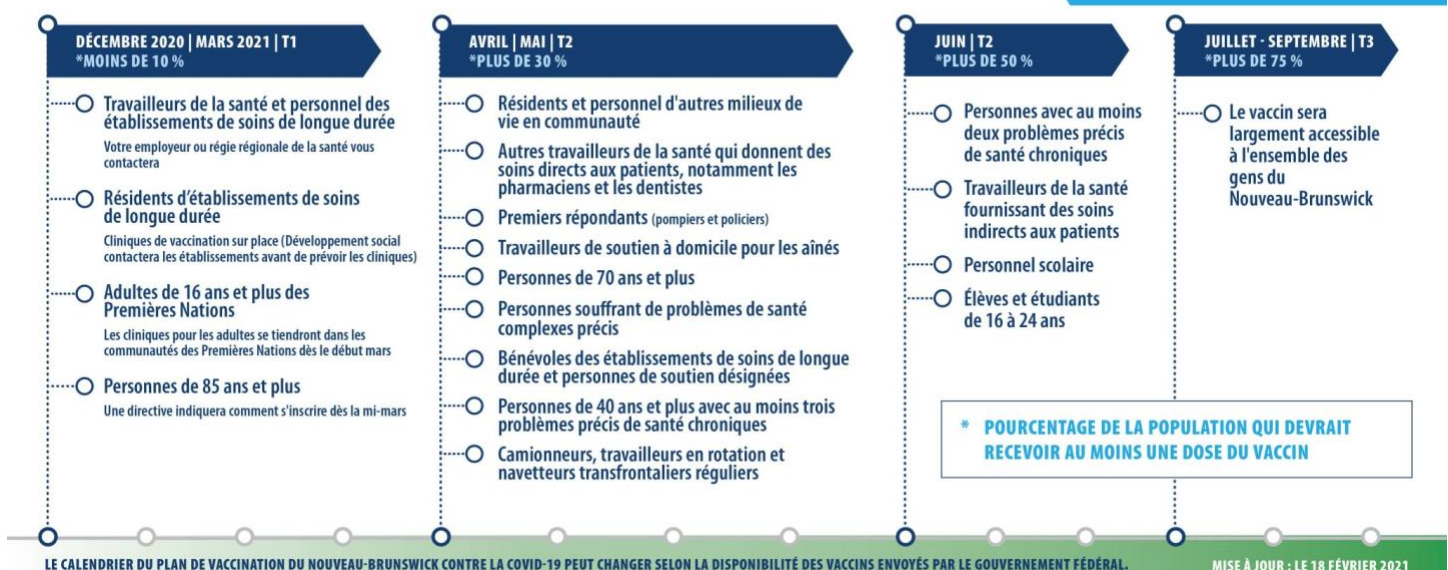 DÉCEMBRE 2020 | MARS 2021 | T1
*MOINS DE 10 %
Travailleurs de la santé et personnel des
établissements de soins de longue durée
Votre employeur ou régie régionale de la santé vous
contactera
Résidents d'établissements de soins
de longue durée
Cliniques de vaccination sur place (Développement social
contactera les établissements avant de prévoir les cliniques)
Adultes de 16 ans et plus des
Premières Nations
Les cliniques pour les adultes se tiendront dans les
communautés des Premières Nations dès le début mars
Personnes de 85 ans et plus
Une directive indiquera comment s'inscrire dès la mi-mars
AVRIL | MAI | T2
*PLUS DE 30 %
Résidents et personnel d'autres milieux de
vie en communauté
Autres travailleurs de la santé qui donnent des
soins directs aux patients, notamment les
pharmaciens et les dentistes
Premiers répondants (pompiers et policiers)
Travailleurs de soutien à domicile pour les aînés
Personnes de 70 ans et plus
Personnes souffrant de problèmes de santé
complexes précis
Bénévoles des établissements de soins de longue
durée et personnes de soutien désignées
Personnes de 40 ans et plus avec au moins trois
problèmes précis de santé chroniques
Camionneurs, travailleurs en rotation et
navetteurs transfrontaliers réguliers
JUIN | T2
*PLUS DE 50 %
Personnes avec au moins
deux problèmes précis
de santé chroniques
Travailleurs de la santé
fournissant des soins
indirects aux patients
Personnel scolaire
Élèves et étudiants
de 16 à 24 ans
JUILLET - SEPTEMBRE | T3
*PLUS DE 75 %
Le vaccin sera
largement accessible
à l'ensemble des
gens du
Nouveau-Brunswick
* POURCENTAGE DE LA POPULATION QUI DEVRAIT
RECEVOIR AU MOINS UNE DOSE DU VACCIN
LE CALENDRIER DU PLAN DE VACCINATION DU NOUVEAU-BRUNSWICK CONTRE LA COVID-19 PEUT CHANGER SELON LA DISPONIBILITÉ DES VACCINS ENVOYÉS PAR LE GOUVERNEMENT FÉDÉRAL.
MISE À JOUR : LE 18 FÉVRIER 2021